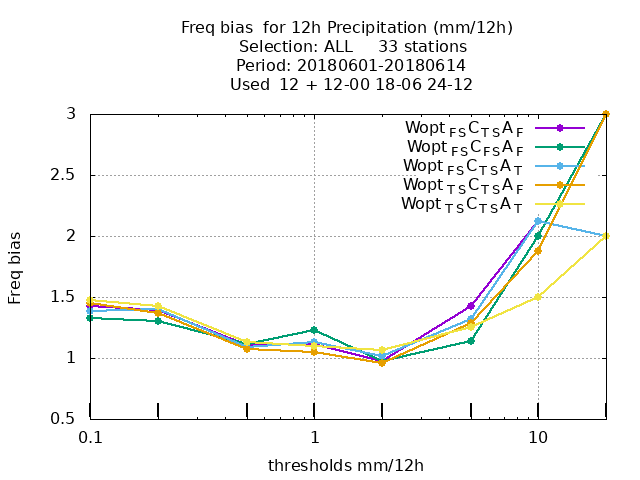 Freq bias  for 12h Precipitation (mm/12h)
Selection: ALL     33 stations
Period: 20180601-20180614
Used  12 + 12-00 18-06 24-12
3
Wopt FS C TS A F
Wopt FS C FS A F
Wopt FS C TS A T
Wopt TS C TS A F
Wopt TS C TS A T
2.5
2
1.5
1
0.5
Freq bias
0.1 1 10
thresholds mm/12h